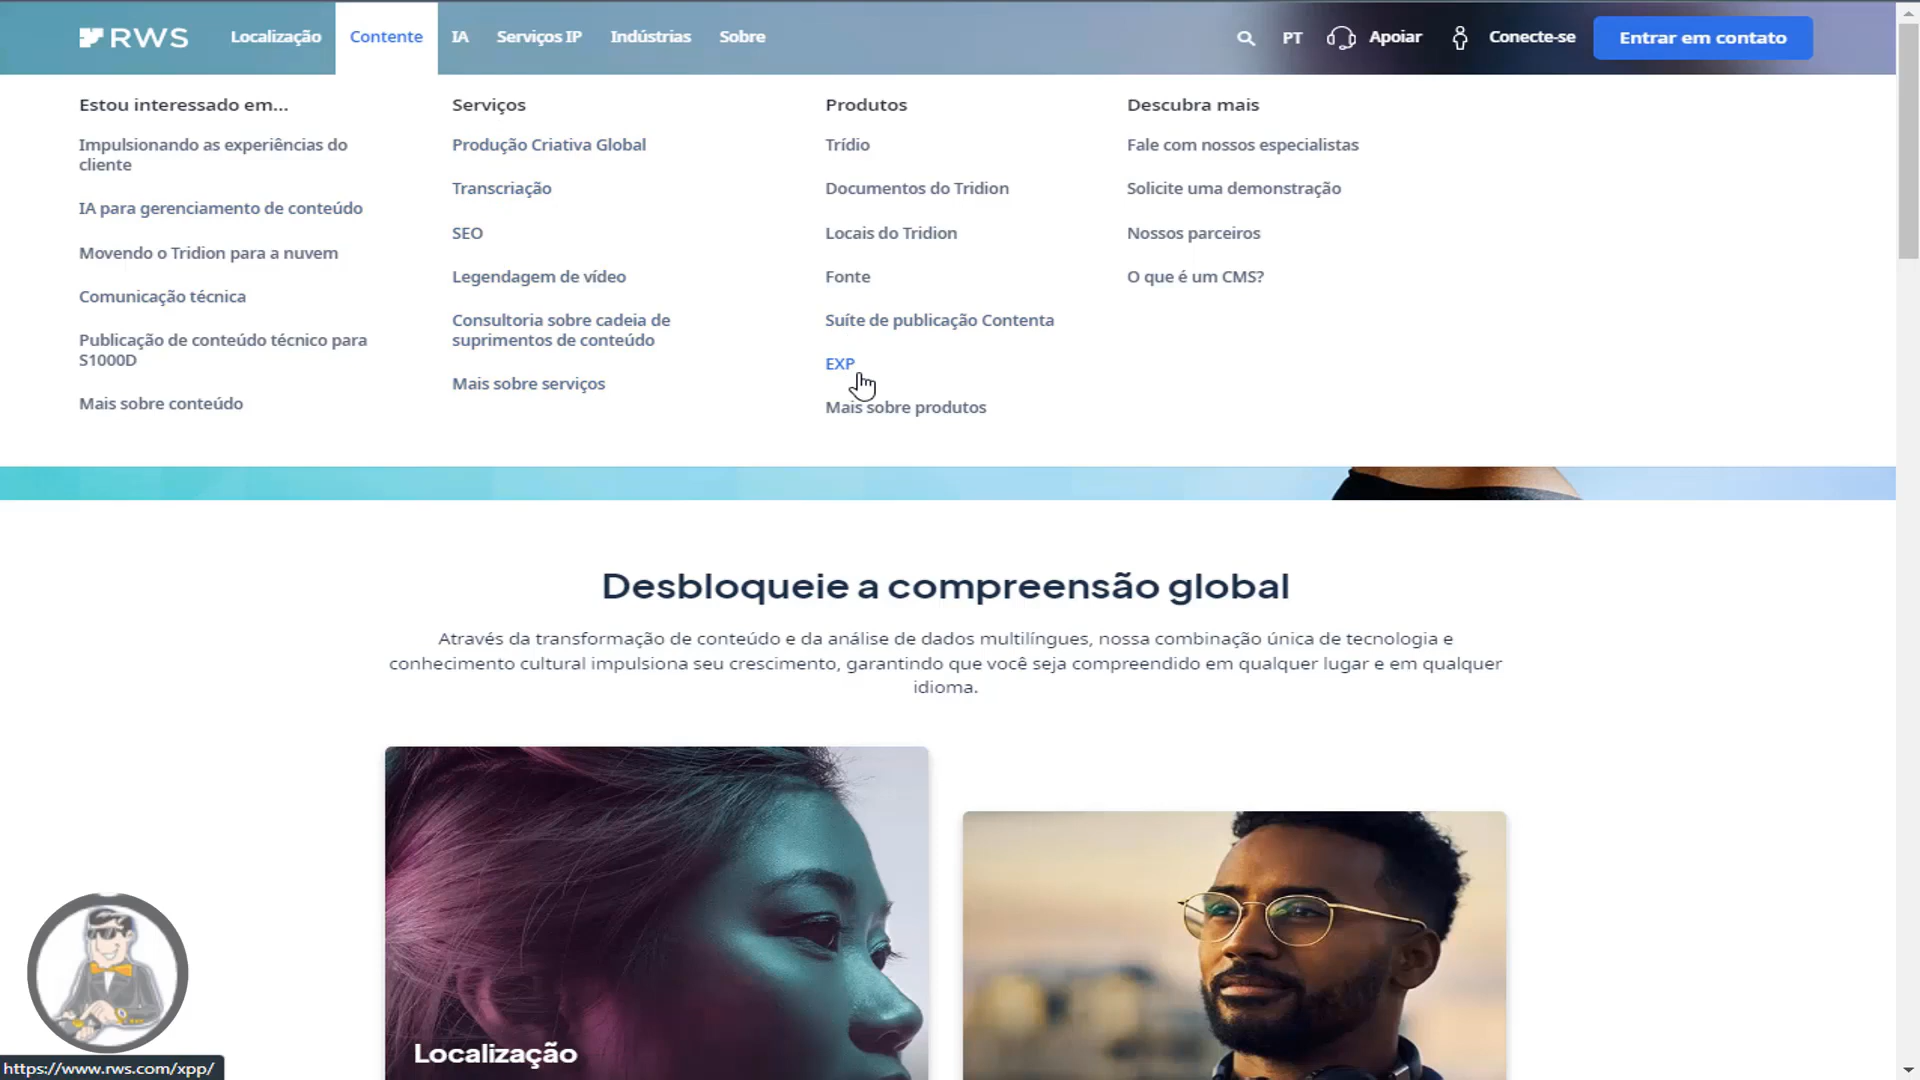 RWS
Localização
Contente
IA
Serviços IP
Indústrias
Sobre
PT
Apoiar
Conecte-se
Entrar em contato
Estou interessado em...
Impulsionando as experiências do
cliente
IA para gerenciamento de conteúdo
Movendo o Tridion para a nuvem
Comunicação técnica
Publicação de conteúdo técnico para
S1000D
Mais sobre conteúdo
Serviços
Produção Criativa Global
Transcriação
SEO
Legendagem de vídeo
Consultoria sobre cadeia de
suprimentos de conteúdo
Mais sobre serviços
Produtos
Trídio
Documentos do Tridion
Locais do Tridion
Fonte
Suíte de publicação Contenta
EXP
Mais sobre produtos
Descubra mais
Fale com nossos especialistas
Solicite uma demonstração
Nossos parceiros
O que é um CMS?
Desbloqueie a compreensão global
Através da transformação de conteúdo e da análise de dados multilíngues, nossa combinação única de tecnologia e
conhecimento cultural impulsiona seu crescimento, garantindo que você seja compreendido em qualquer lugar e em qualquer
idioma.
Localização
https://www.rws.com/xpp/